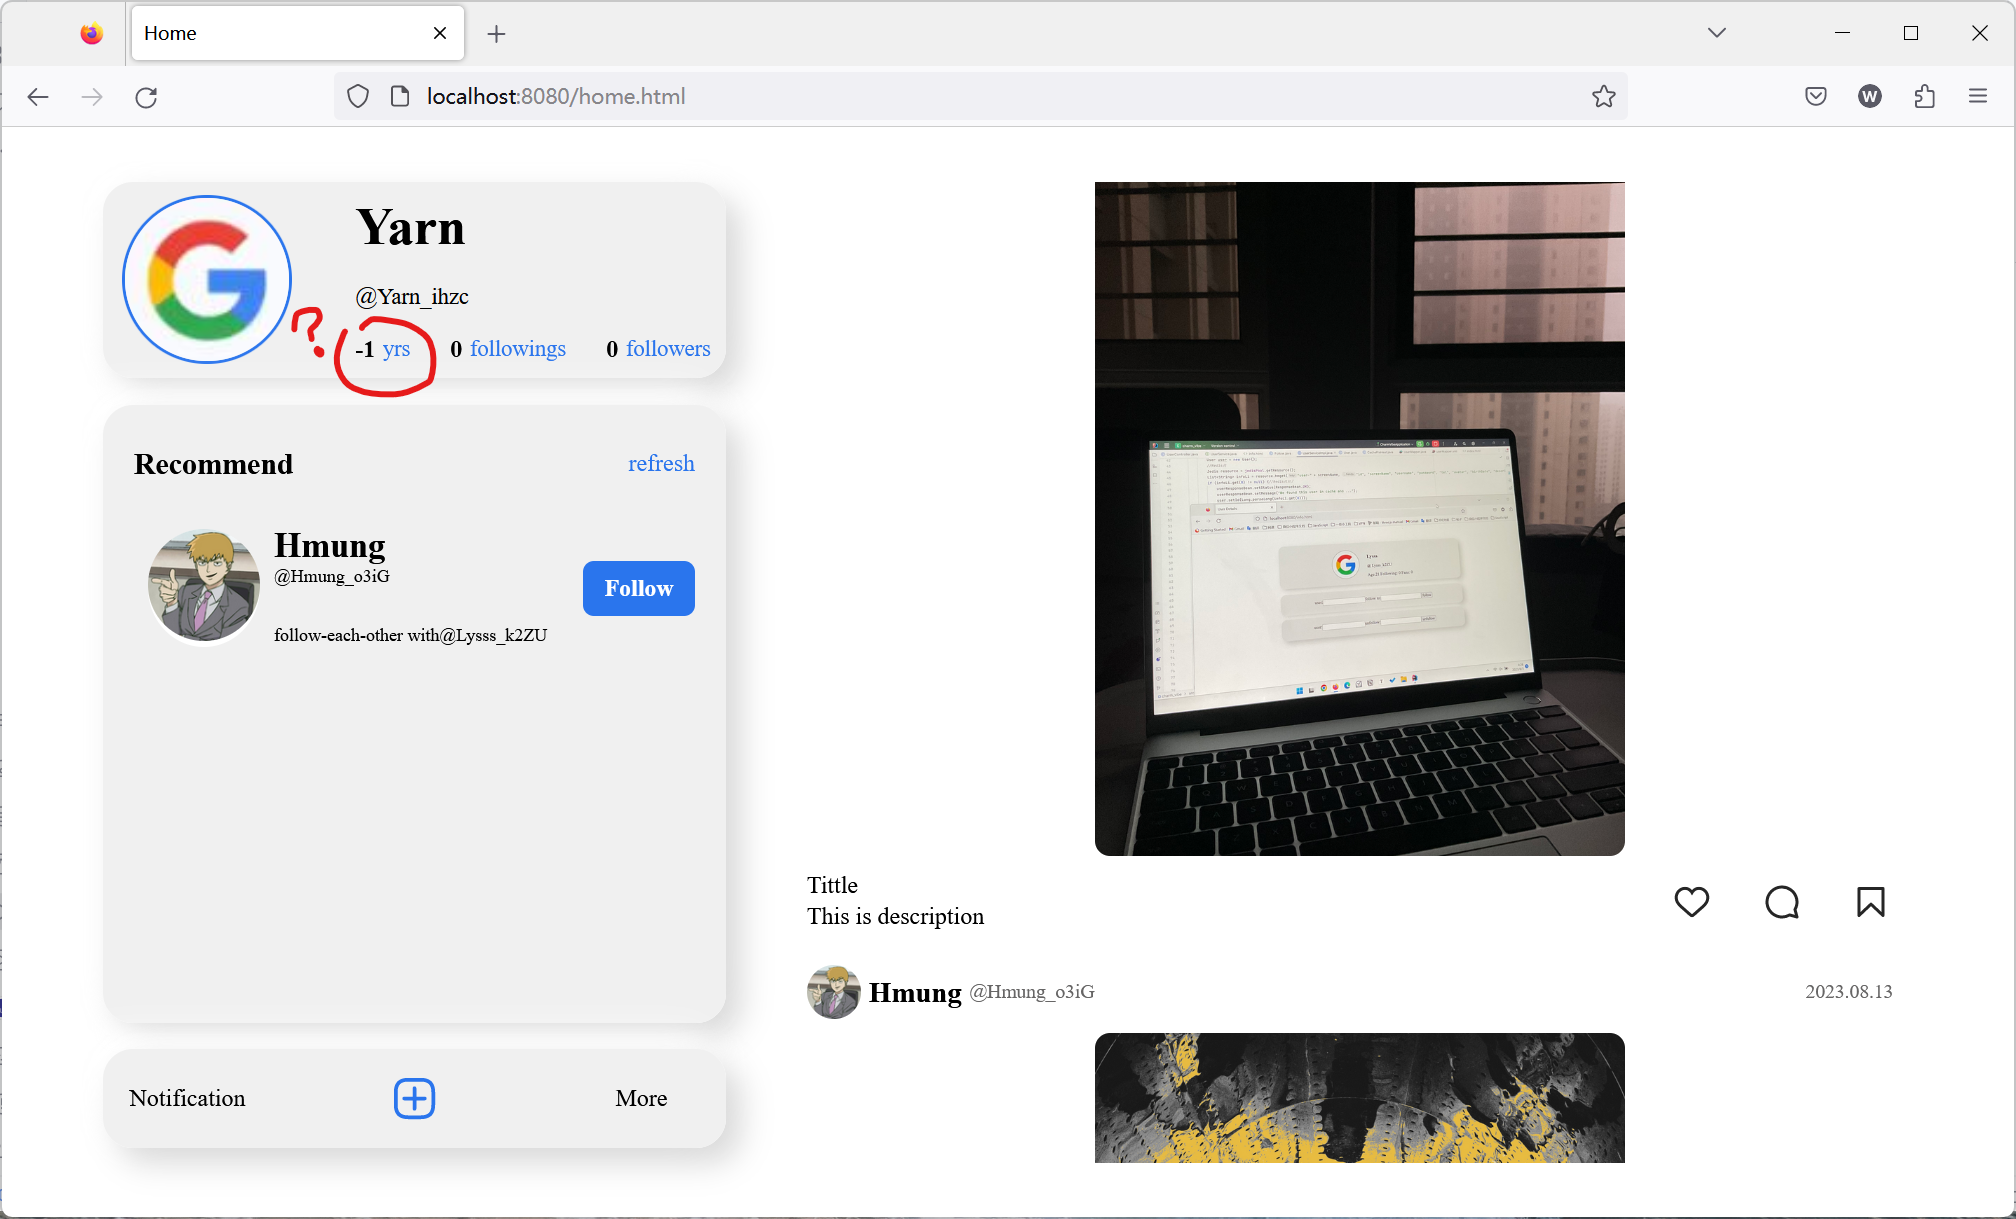 Home
localhost:8080/home.html
W
Yarn
@Yarn_ihzc
?
-1 yrs 0 followings 0 followers
Recommend
refresh
Hmung
@Hmung_o3iG
Follow
follow-each-other with@Lysss_k2ZU
Notification
More
Tittle
This is description
Hmung @Hmung_o3iG
2023.08.13